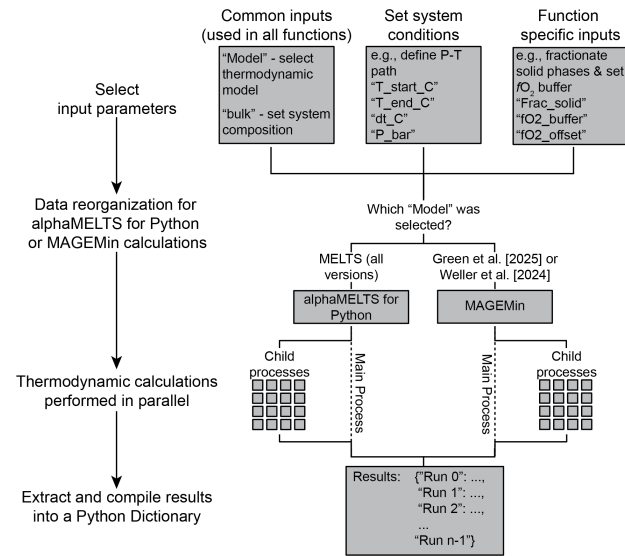 Common inputs
(used in all functions)
"Model" - select
thermodynamic
model
"bulk" - set system
composition
Set system
conditions
e.g., define P-T
path
"T_start_C"
"T_end_C"
"dt_C"
"P_bar"
Function
specific inputs
e.g., fractionate
solid phases & set
fO2 buffer
"Frac_solid"
"fO2_buffer"
"fO2_offset"
Select
input parameters
Data reorganization for
alphaMELTS for Python
or MAGEMin calculations
Which "Model" was
selected?
MELTS (all
versions)
alphaMELTS for
Python
Green et al. [2025] or
Weller et al. [2024]
MAGEMin
Thermodynamic calculations
performed in parallel
Child
processes
Main Process
Main Process
Child
processes
Extract and compile results
into a Python Dictionary
Results: {"Run 0": ...,
"Run 1": ...,
"Run 2": ...,
...
"Run n-1"}